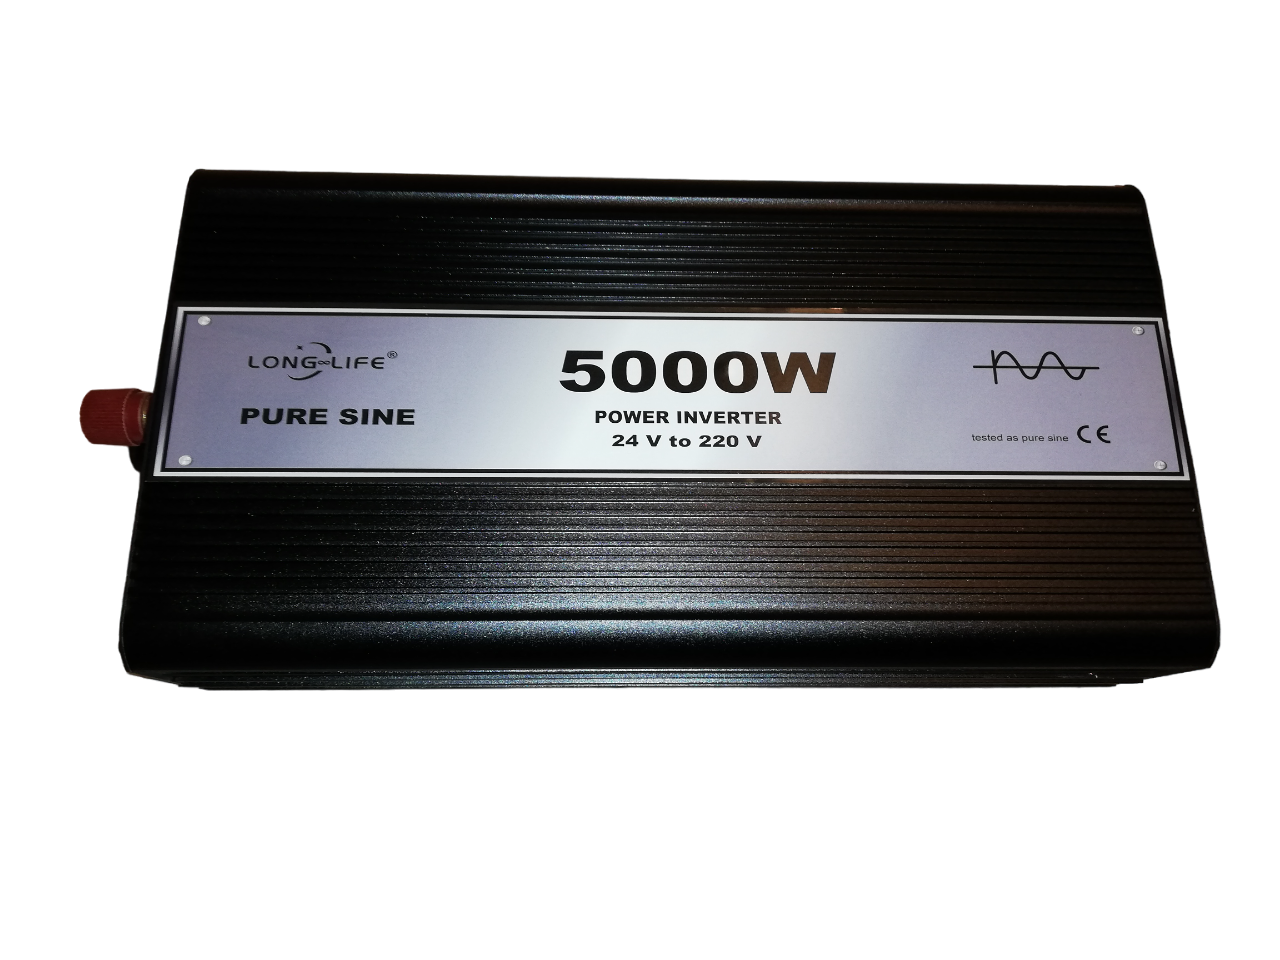 LONG∞LIFE®
PURE SINE
5000W
POWER INVERTER
24 V to 220 V
tested as pure sine CE